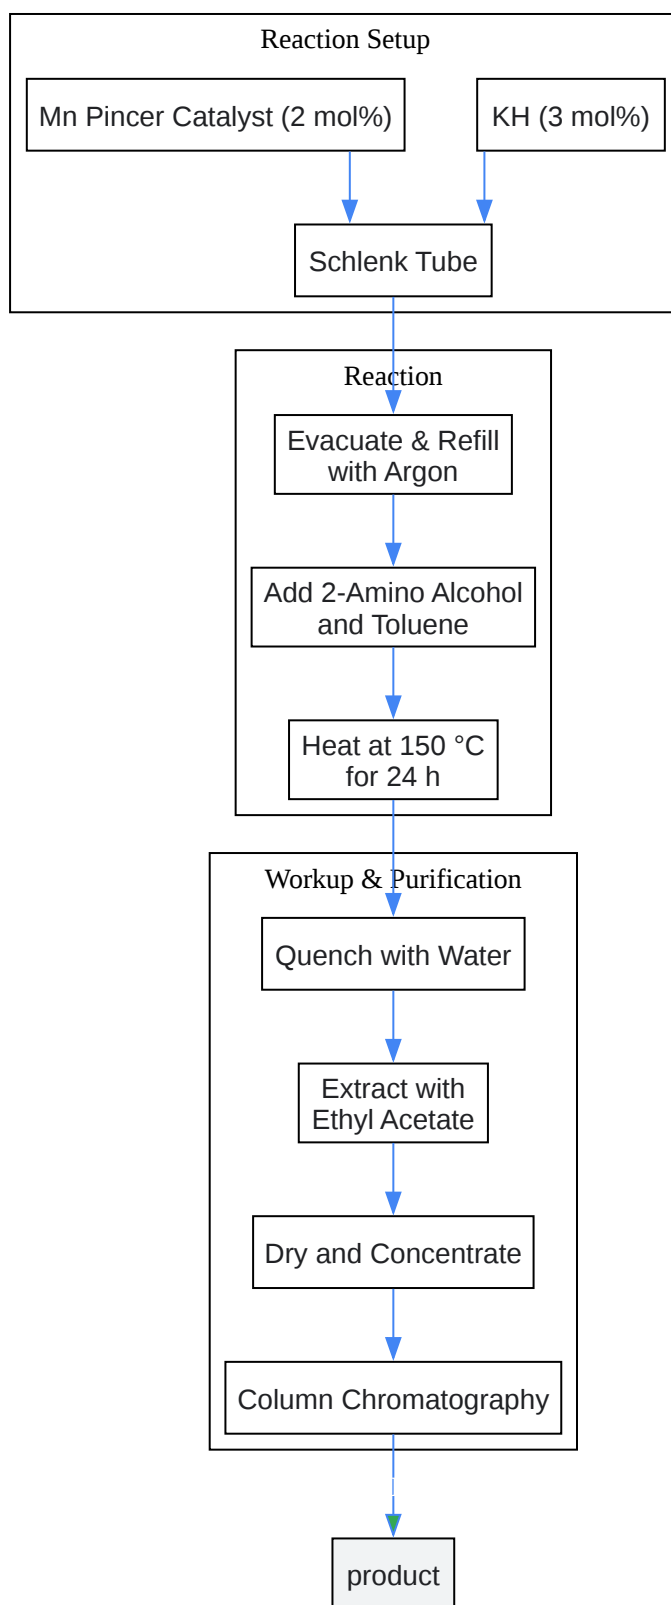 Reaction Setup
Mn Pincer Catalyst (2 mol%)
KH (3 mol%)
Schlenk Tube
Reaction
Evacuate & Refill
with Argon
Add 2-Amino Alcohol
and Toluene
Heat at 150 °C
for 24 h
Workup & Purification
Quench with Water
Extract with
Ethyl Acetate
Dry and Concentrate
Column Chromatography
product